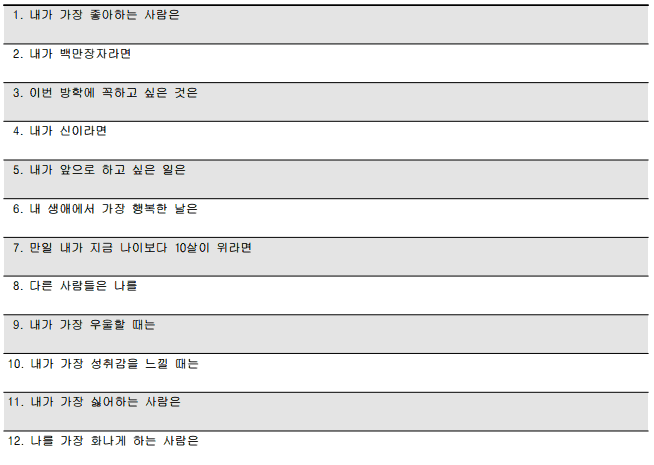 1. 내가 가장 좋아하는 사람은
2. 내가 백만장자라면
3. 이번 방학에 꼭하고 싶은 것은
4. 내가 신이라면
5. 내가 앞으로 하고 싶은 일은
6. 내 생애에서 가장 행복한 날은
7. 만일 내가 지금 나이보다 10살이 위라면
8. 다른 사람들은 나를
9. 내가 가장 우울할 때는
10. 내가 가장 성취감을 느낄 때는
11. 내가 가장 싫어하는 사람은
12. 나를 가장 화나게 하는 사람은